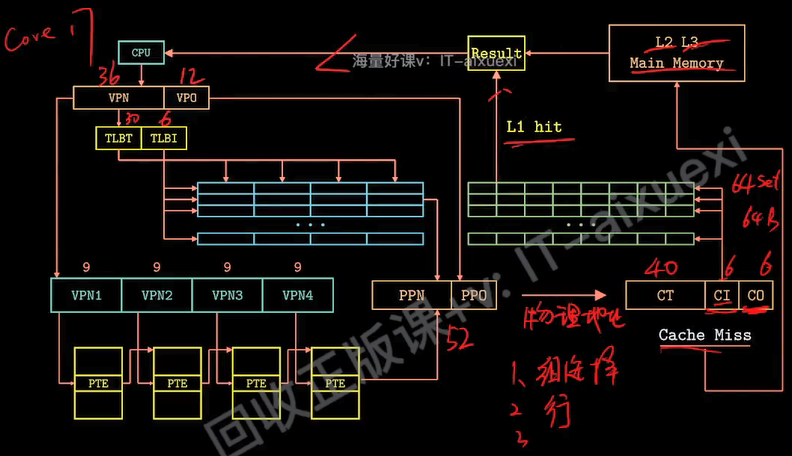 Core i7
CPU
海量好课v：IT-aixuexi
Result
L2 L3
Main Memory
36
12
VPN
VPO
30
6
TLBT
TLBI
L1 hit
64 Set
64 B
...
...
9
9
9
9
VPN1
VPN2
VPN3
VPN4
PPN
PPO
52
物理地址
40
6
6
CT
CI
CO
Cache Miss
PTE
PTE
PTE
PTE
1、组选择
2 行
3
回收正版课+v: IT-aixuexi